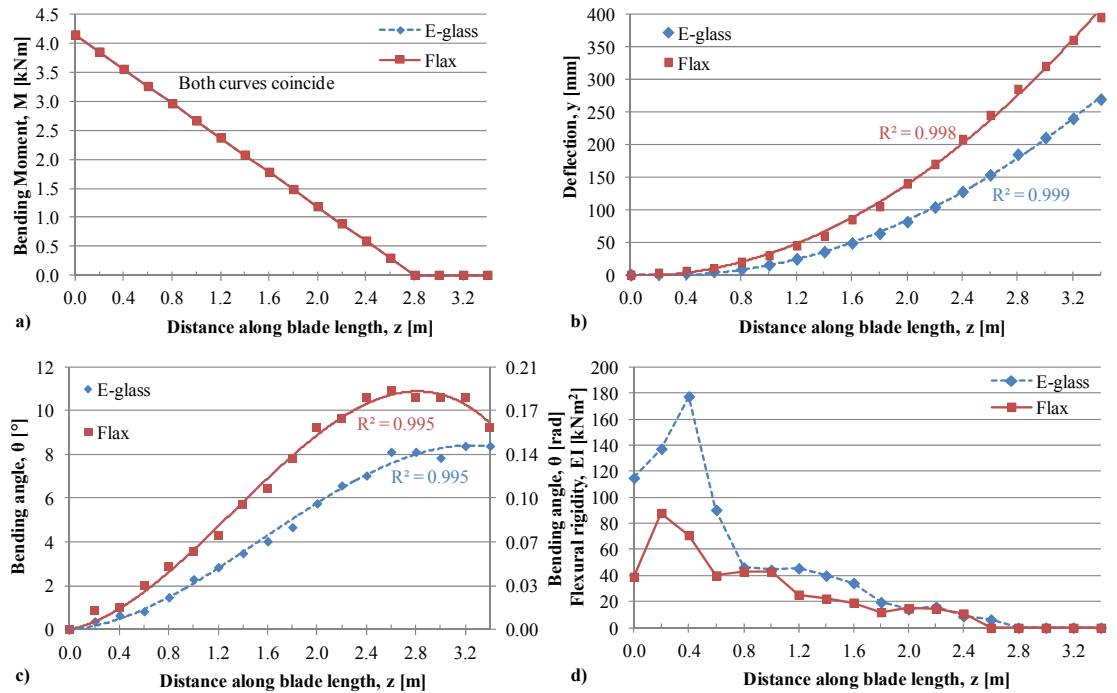 a)
Bending Moment, M [kNm]
4.5
4.0
3.5
3.0
2.5
2.0
1.5
1.0
0.5
0.0
E-glass
Flax
Both curves coincide
0.0 0.4 0.8 1.2 1.6 2.0 2.4 2.8 3.2
Distance along blade length, z [m]
b)
Deflection, y [mm]
400
350
300
250
200
150
100
50
0
E-glass
Flax
R² = 0.998
R² = 0.999
0.0 0.4 0.8 1.2 1.6 2.0 2.4 2.8 3.2
Distance along blade length, z [m]
c)
Bending angle, θ [°]
12
10
8
6
4
2
0
E-glass
Flax
R² = 0.995
R² = 0.995
0.21
0.17
0.14
0.10
0.07
0.03
0.00
Bending angle, θ [rad]
0.0 0.4 0.8 1.2 1.6 2.0 2.4 2.8 3.2
Distance along blade length, z [m]
d)
Flexural rigidity, EI [kNm²]
200
180
160
140
120
100
80
60
40
20
0
E-glass
Flax
0.0 0.4 0.8 1.2 1.6 2.0 2.4 2.8 3.2
Distance along blade length, z [m]